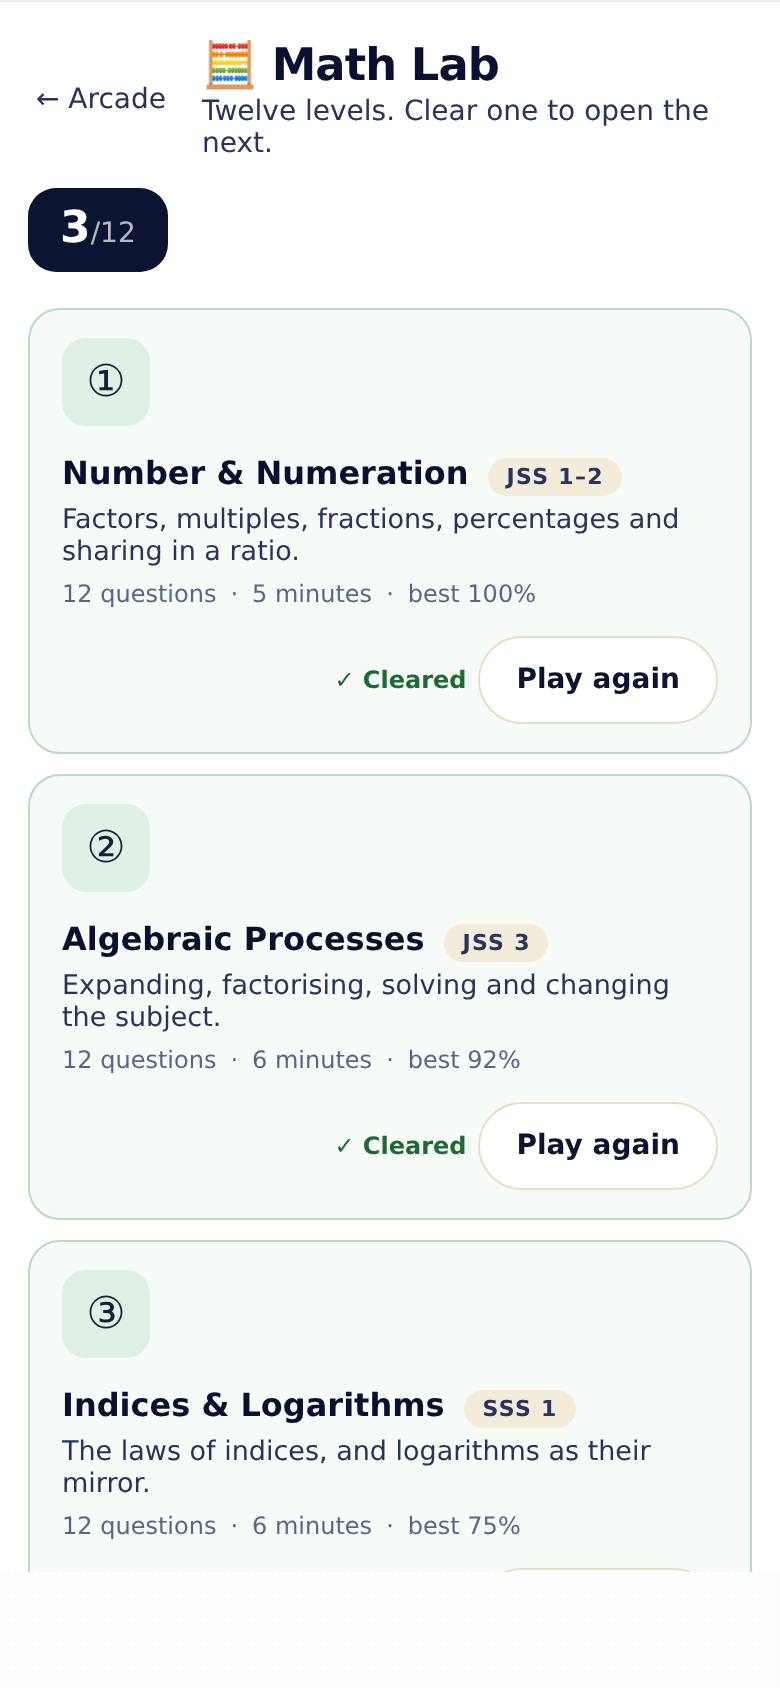 ← Arcade
🧮 Math Lab
Twelve levels. Clear one to open the
next.
3/12
①
Number & Numeration JSS 1–2
Factors, multiples, fractions, percentages and
sharing in a ratio.
12 questions · 5 minutes · best 100%
✓ Cleared Play again
②
Algebraic Processes JSS 3
Expanding, factorising, solving and changing
the subject.
12 questions · 6 minutes · best 92%
✓ Cleared Play again
③
Indices & Logarithms SSS 1
The laws of indices, and logarithms as their
mirror.
12 questions · 6 minutes · best 75%